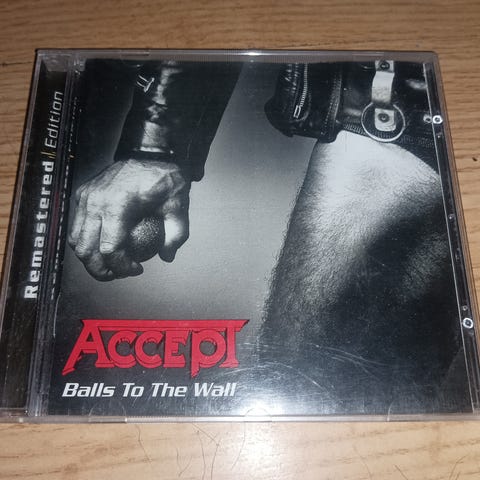 Remastered Edition
ACCEPT
Balls To The Wall